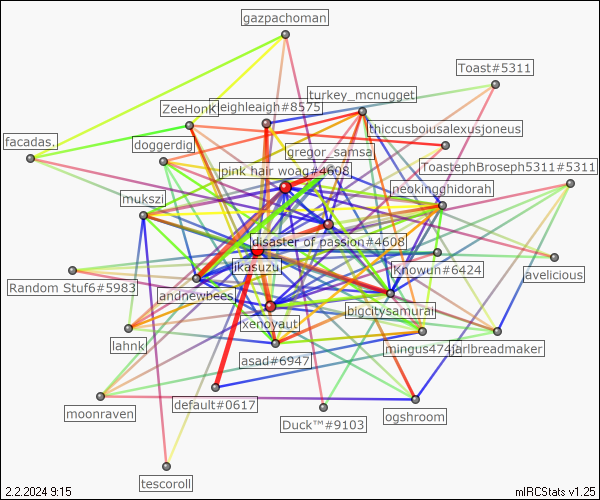 gazpachoman
Toast#5311
turkey_mcnugget
ZeeHonk
leighleaigh#8575
thiccusboiusalexusjoneus
facadas.
doggerdig
gregor_samsa
pink hair woag#4608
ToastephBroseph5311#5311
neokingghidorah
mukszi
disaster of passion#4608
jkasuzu
Knowun#6424
avelicious
Random Stuf6#5983
andnewbees
bigcitysamurai
xenoyaut
lahnk
asad#6947
mingus474
jarlbreadmaker
moonraven
default#0617
Duck™#9103
ogshroom
tescoroll
2.2.2024 9:15
mIRCStats v1.25